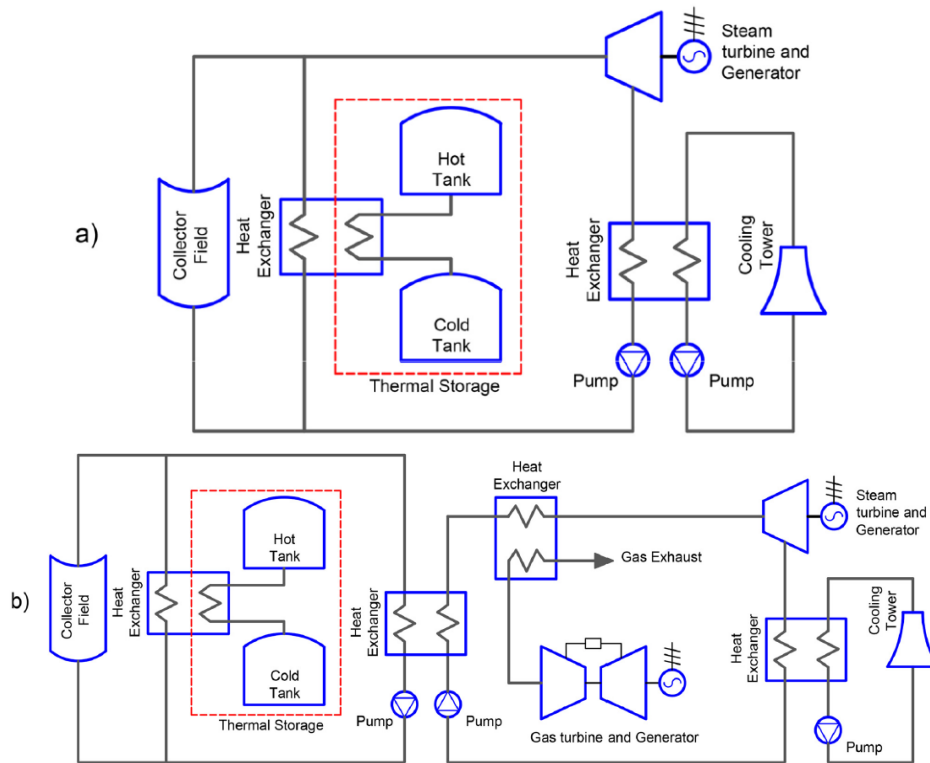 a)
Steam
turbine and
Generator
Hot
Tank
Collector
Field
Heat
Exchanger
Cold
Tank
Thermal Storage
Heat
Exchanger
Cooling
Tower
Pump
Pump
b)
Heat
Exchanger
Steam
turbine and
Generator
Gas Exhaust
Hot
Tank
Collector
Field
Heat
Exchanger
Cold
Tank
Thermal Storage
Heat
Exchanger
Pump
Pump
Gas turbine and Generator
Heat
Exchanger
Cooling
Tower
Pump